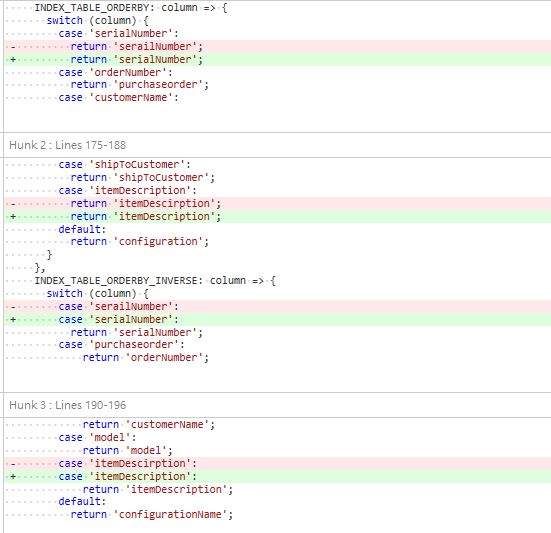 INDEX_TABLE_ORDERBY: column => {
switch (column) {
case 'serialNumber':
- return 'serailNumber';
+ return 'serialNumber';
case 'orderNumber':
return 'purchaseorder';
case 'customerName':
Hunk 2 : Lines 175-188
case 'shipToCustomer':
return 'shipToCustomer';
case 'itemDescription':
- return 'itemDescirption';
+ return 'itemDescription';
default:
return 'configuration';
}
},
INDEX_TABLE_ORDERBY_INVERSE: column => {
switch (column) {
- case 'serailNumber':
+ case 'serialNumber':
return 'serialNumber';
case 'purchaseorder':
return 'orderNumber';
Hunk 3 : Lines 190-196
return 'customerName';
case 'model':
return 'model';
- case 'itemDescirption':
+ case 'itemDescription':
return 'itemDescription';
default:
return 'configurationName';